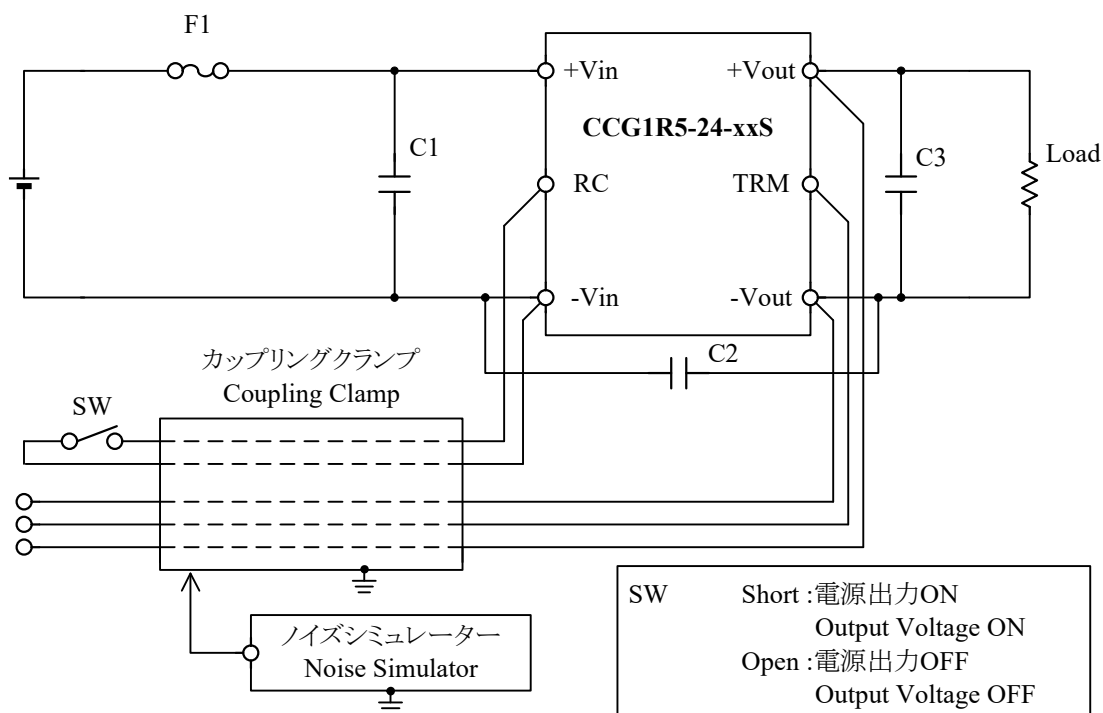 F1
+Vin
+Vout
CCG1R5-24-xxS
C1
C3
Load
RC
TRM
-Vin
-Vout
C2
カップリングクランプ
Coupling Clamp
SW
ノイズシミュレーター
Noise Simulator
SW Short :電源出力ON
Output Voltage ON
Open :電源出力OFF
Output Voltage OFF